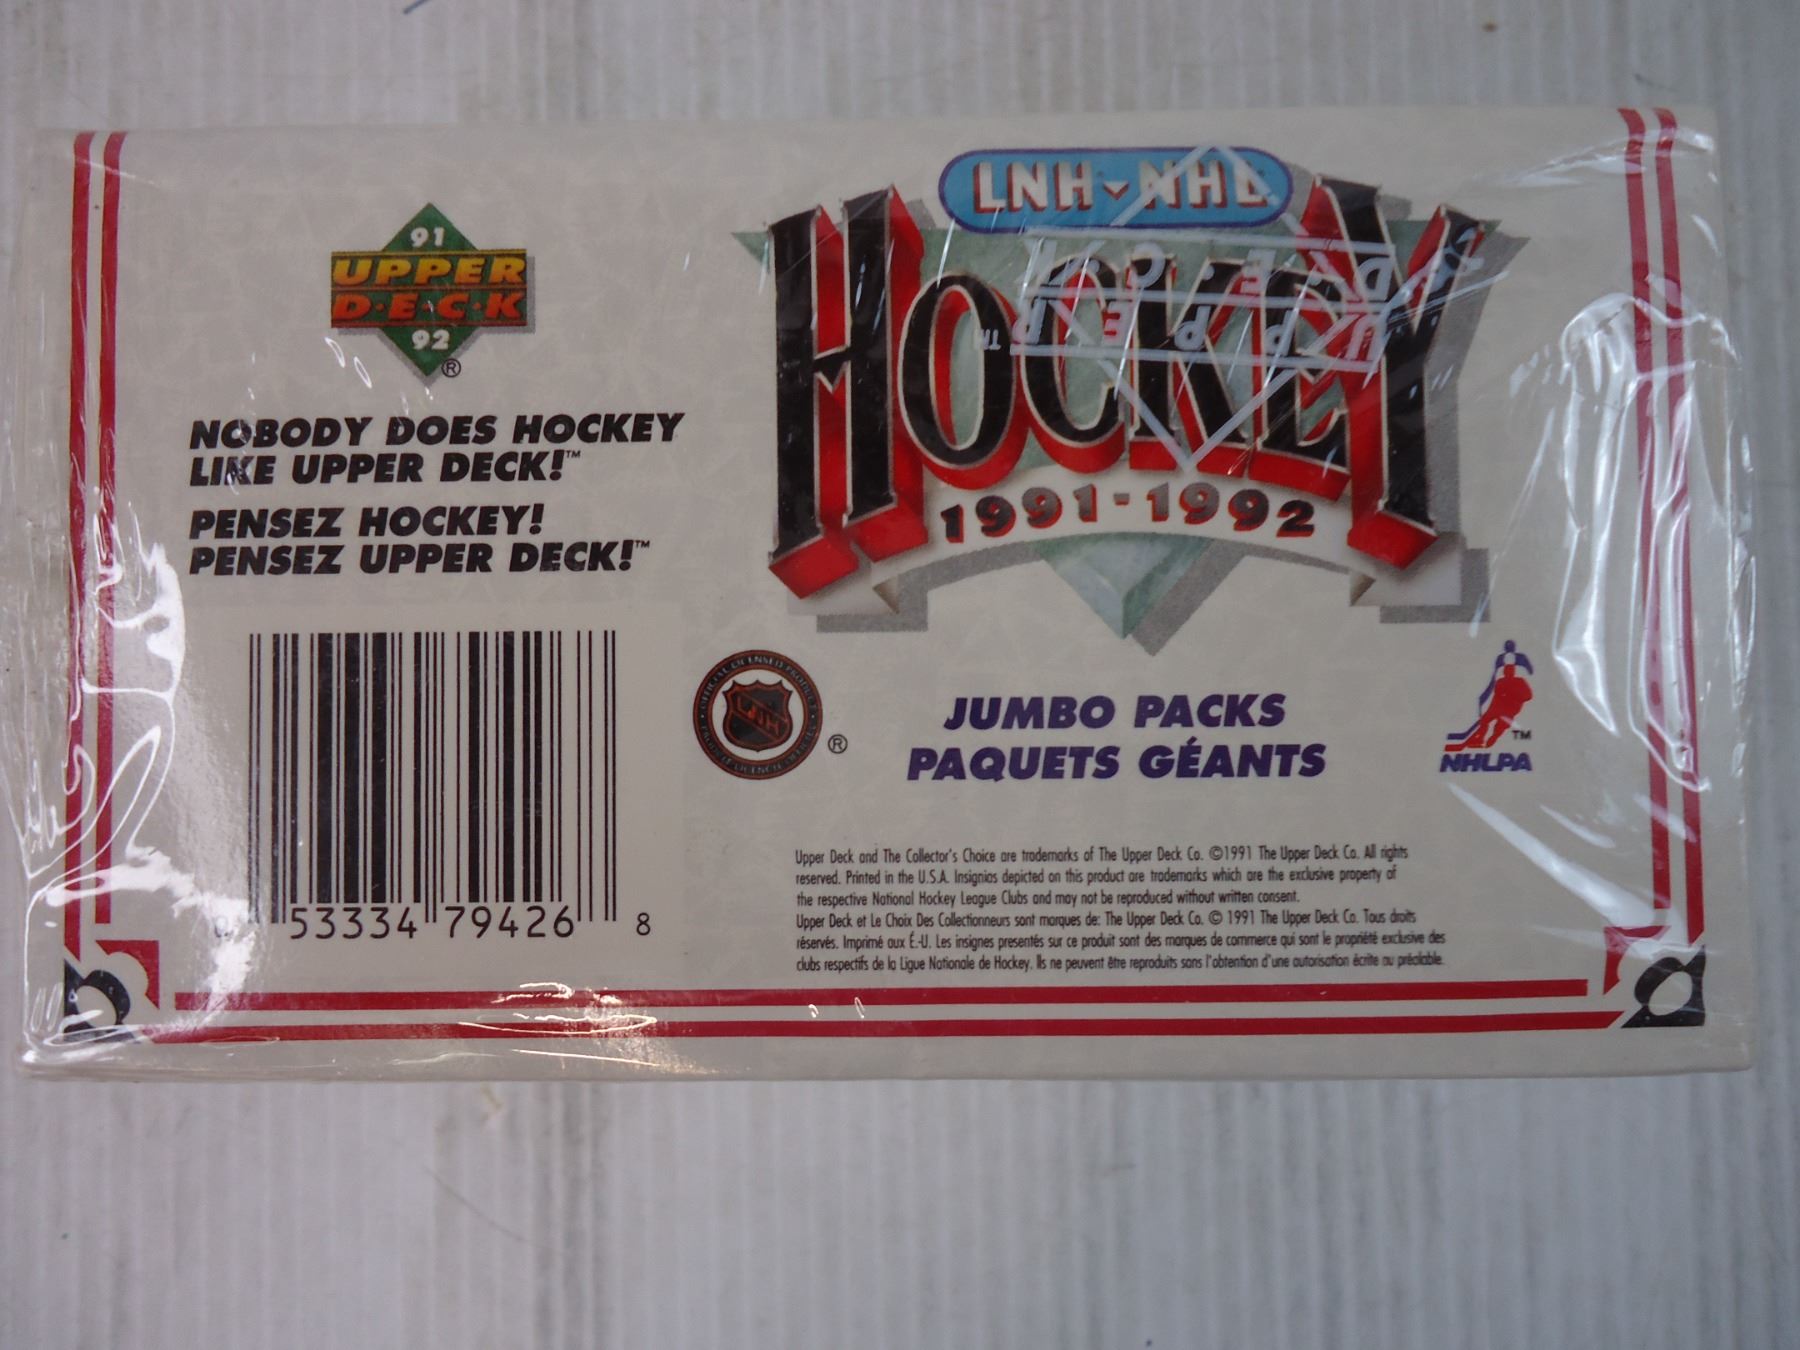 91
UPPER
D·E·C·K
92
®
NOBODY DOES HOCKEY
LIKE UPPER DECK!™
PENSEZ HOCKEY!
PENSEZ UPPER DECK!™
53334 79426 8
LNH NHL
HOCKEY
1991-1992
UPPER™
D·E·C·K
LNH
®
JUMBO PACKS
PAQUETS GÉANTS
TM
NHLPA
Upper Deck and The Collector's Choice are trademarks of The Upper Deck Co. ©1991 The Upper Deck Co. All rights
reserved. Printed in the U.S.A. Insignias depicted on this product are trademarks which are the exclusive property of
the respective National Hockey League Clubs and may not be reproduced without written consent.
Upper Deck et Le Choix Des Collectionneurs sont marques de: The Upper Deck Co. © 1991 The Upper Deck Co. Tous droits
réservés. Imprimé aux É.-U. Les insignes presentés sur ce produit sont des marques de commerce qui sont le propriété exclusive des
clubs respectifs de la Ligue Nationale de Hockey. Ils ne peuvent être reproduits sans l'obtention d'une autorisation écrite au préalable.